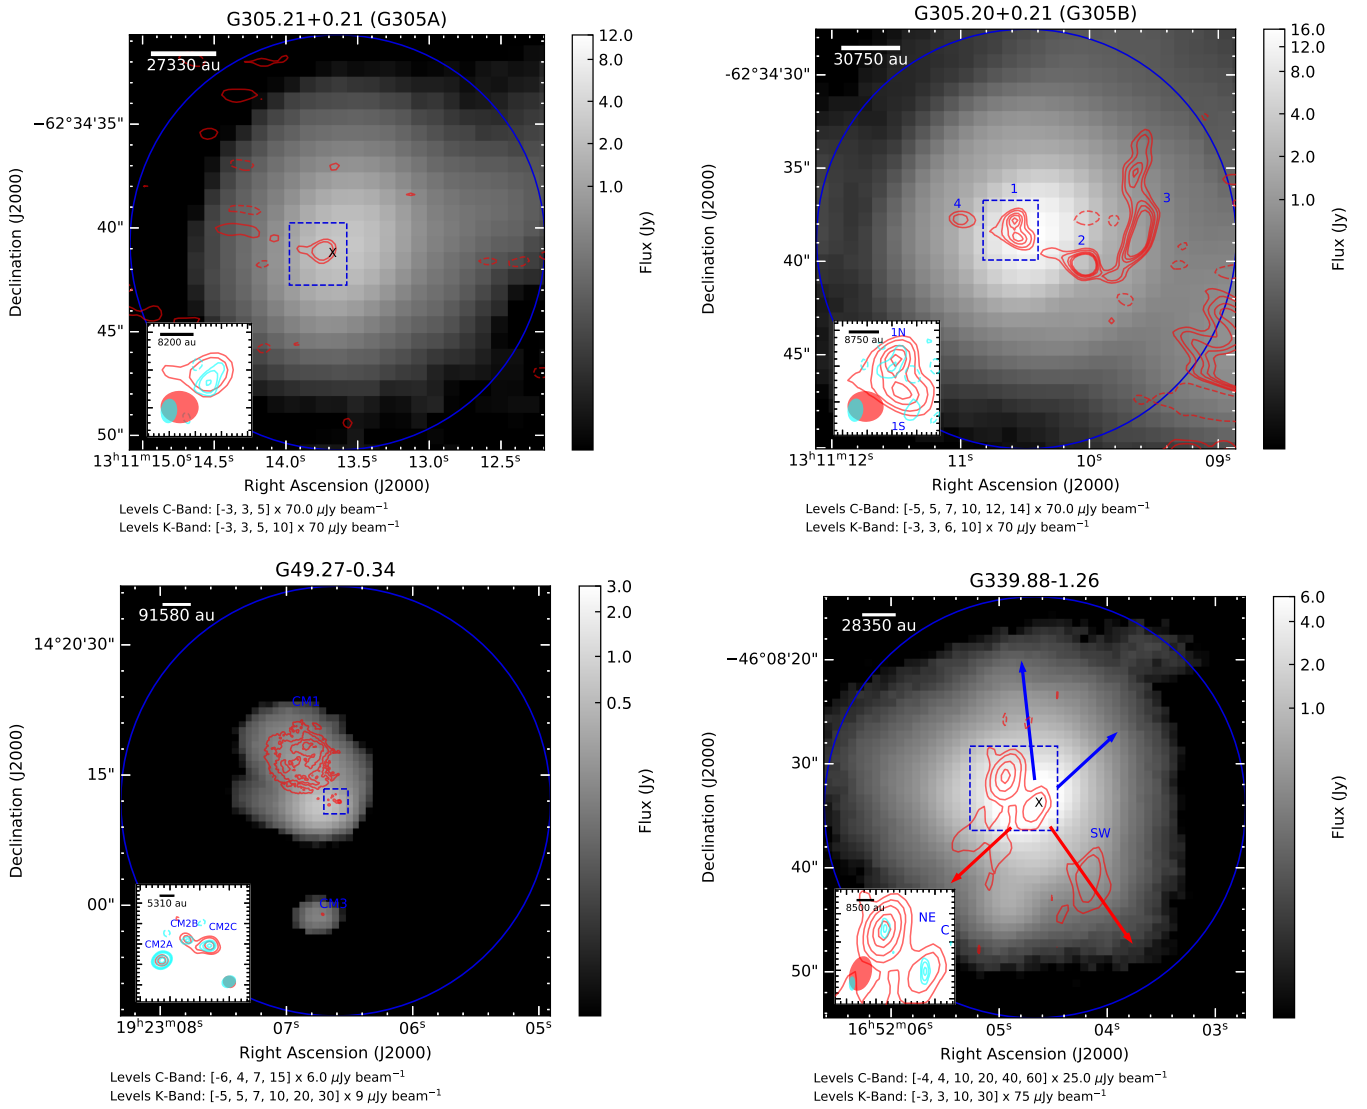 G305.21+0.21 (G305A)
27330 au
−62°34'35"
40"
45"
50"
Declination (J2000)
X
8200 au
13ʰ11ᵐ15.0ˢ 14.5ˢ 14.0ˢ 13.5ˢ 13.0ˢ 12.5ˢ
Right Ascension (J2000)
12.0
8.0
4.0
2.0
1.0
Flux (Jy)
Levels C-Band: [-3, 3, 5] x 70.0 μJy beam⁻¹
Levels K-Band: [-3, 3, 5, 10] x 70 μJy beam⁻¹
G305.20+0.21 (G305B)
30750 au
-62°34'30"
35"
40"
45"
Declination (J2000)
1
4
3
2
8750 au
1N
1S
13ʰ11ᵐ12ˢ 11ˢ 10ˢ 09ˢ
Right Ascension (J2000)
16.0
12.0
8.0
4.0
2.0
1.0
Flux (Jy)
Levels C-Band: [-5, 5, 7, 10, 12, 14] x 70.0 μJy beam⁻¹
Levels K-Band: [-3, 3, 6, 10] x 70 μJy beam⁻¹
G49.27-0.34
91580 au
14°20'30"
15"
00"
Declination (J2000)
CM1
CM3
5310 au
CM2B
CM2C
CM2A
19ʰ23ᵐ08ˢ 07ˢ 06ˢ 05ˢ
Right Ascension (J2000)
3.0
2.0
1.0
0.5
Flux (Jy)
Levels C-Band: [-6, 4, 7, 15] x 6.0 μJy beam⁻¹
Levels K-Band: [-5, 5, 7, 10, 20, 30] x 9 μJy beam⁻¹
G339.88-1.26
28350 au
−46°08'20"
30"
40"
50"
Declination (J2000)
X
SW
8500 au
NE
C
16ʰ52ᵐ06ˢ 05ˢ 04ˢ 03ˢ
Right Ascension (J2000)
6.0
4.0
2.0
1.0
Flux (Jy)
Levels C-Band: [-4, 4, 10, 20, 40, 60] x 25.0 μJy beam⁻¹
Levels K-Band: [-3, 3, 10, 30] x 75 μJy beam⁻¹